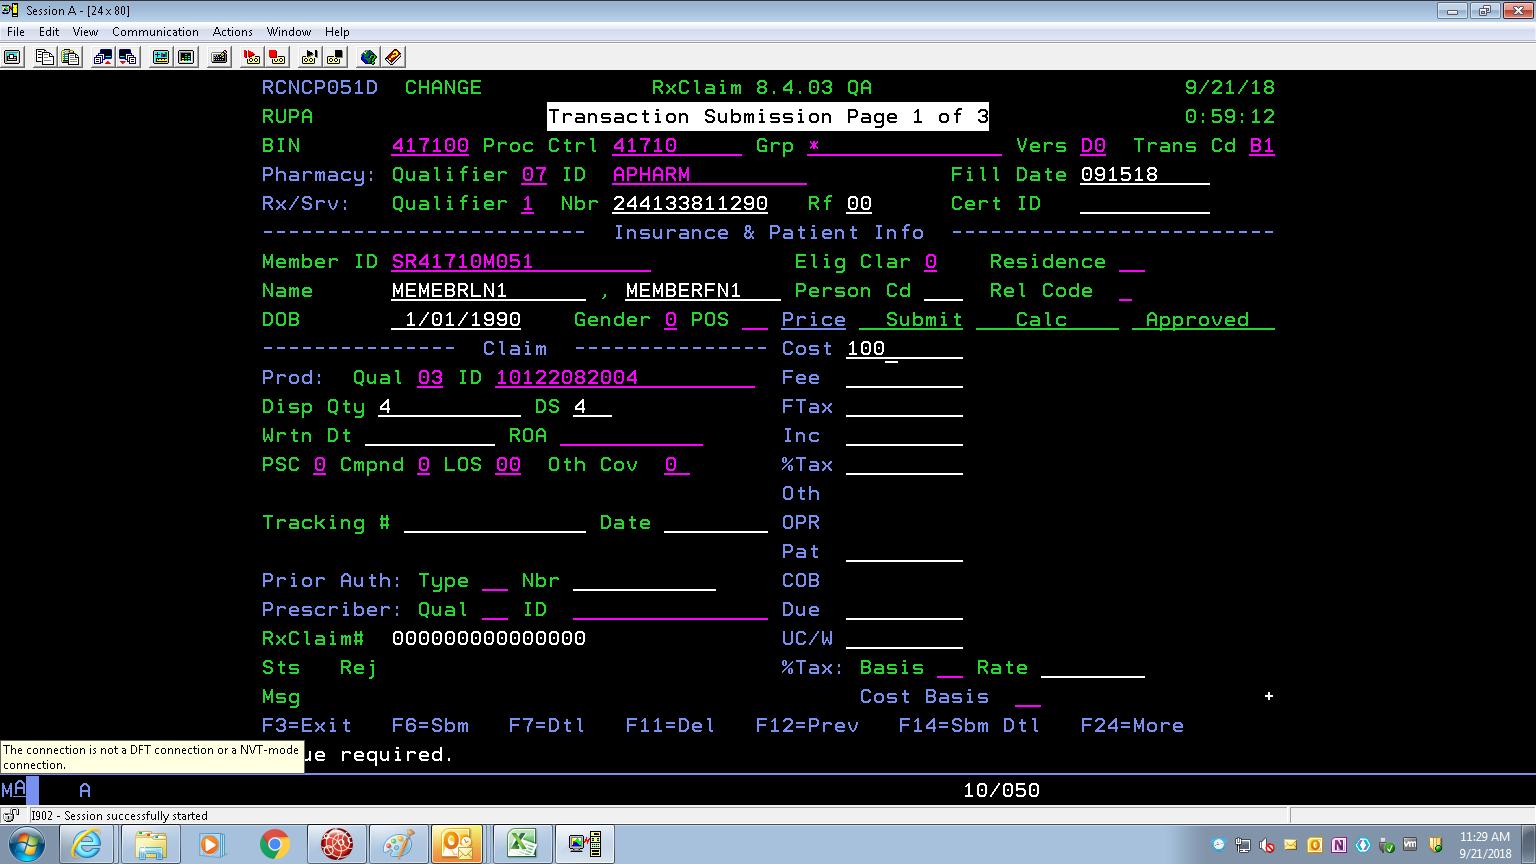 Session A - [24 x 80]
File Edit View Communication Actions Window Help
RCNCP051D CHANGE RxClaim 8.4.03 QA 9/21/18
RUPA Transaction Submission Page 1 of 3 0:59:12
BIN 417100 Proc Ctrl 41710 Grp * Vers D0 Trans Cd B1
Pharmacy: Qualifier 07 ID APHARM Fill Date 091518
Rx/Srv: Qualifier 1 Nbr 244133811290 Rf 00 Cert ID
------------------------- Insurance & Patient Info -------------------------
Member ID SR41710M051 Elig Clar 0 Residence
Name MEMEBRLN1 , MEMBERFN1 Person Cd Rel Code
DOB 1/01/1990 Gender 0 POS Price Submit Calc Approved
--------------- Claim --------------- Cost 100
Prod: Qual 03 ID 10122082004 Fee
Disp Qty 4 DS 4 FTax
Wrtn Dt ROA Inc
PSC 0 Cmpnd 0 LOS 00 Oth Cov 0 %Tax
Oth
Tracking # Date OPR
Pat
Prior Auth: Type Nbr COB
Prescriber: Qual ID Due
RxClaim# 000000000000000 UC/W
Sts Rej %Tax: Basis Rate
Msg Cost Basis +
F3=Exit F6=Sbm F7=Dtl F11=Del F12=Prev F14=Sbm Dtl F24=More
The connection is not a DFT connection or a NVT-mode
connection.
ue required.
MA A 10/050
I902 - Session successfully started
11:29 AM
9/21/2018